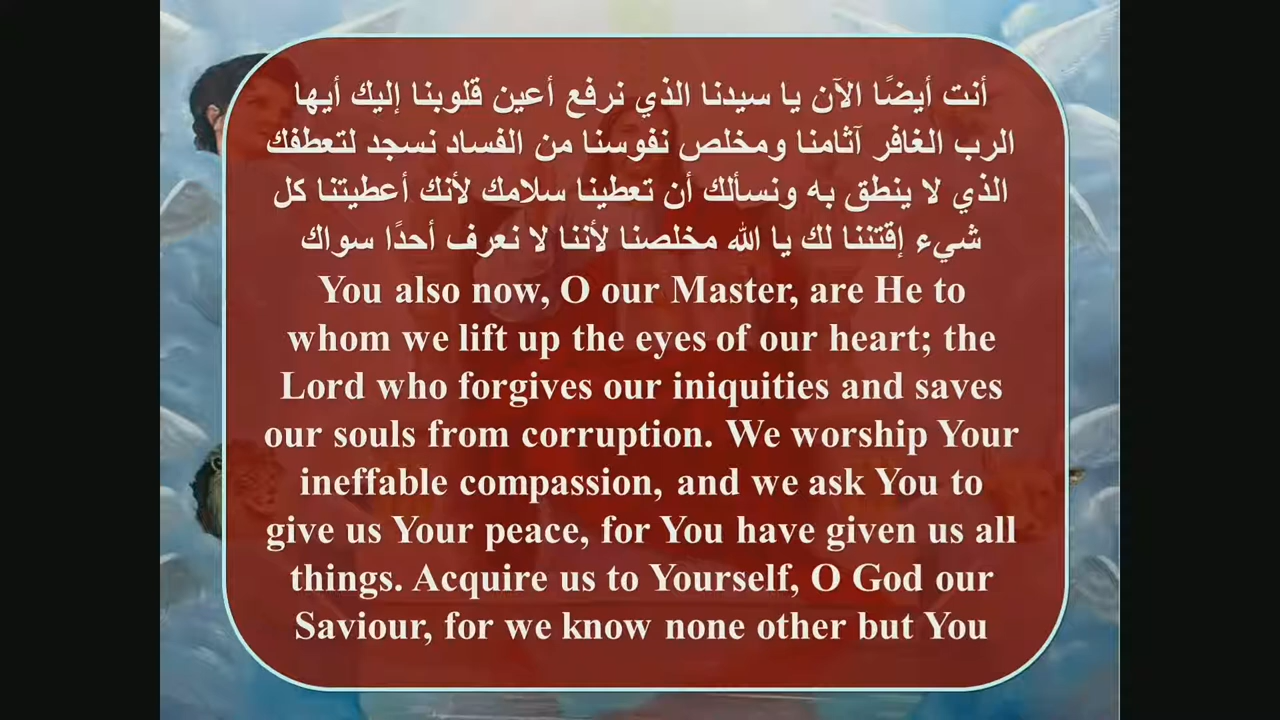 أنت أيضًا الآن يا سيدنا الذي نرفع أعين قلوبنا إليك أيها
الرب الغافر آثامنا ومخلص نفوسنا من الفساد نسجد لتعطفك
الذي لا ينطق به ونسألك أن تعطينا سلامك لأنك أعطيتنا كل
شيء إقتننا لك يا الله مخلصنا لأننا لا نعرف أحدًا سواك
You also now, O our Master, are He to
whom we lift up the eyes of our heart; the
Lord who forgives our iniquities and saves
our souls from corruption. We worship Your
ineffable compassion, and we ask You to
give us Your peace, for You have given us all
things. Acquire us to Yourself, O God our
Saviour, for we know none other but You